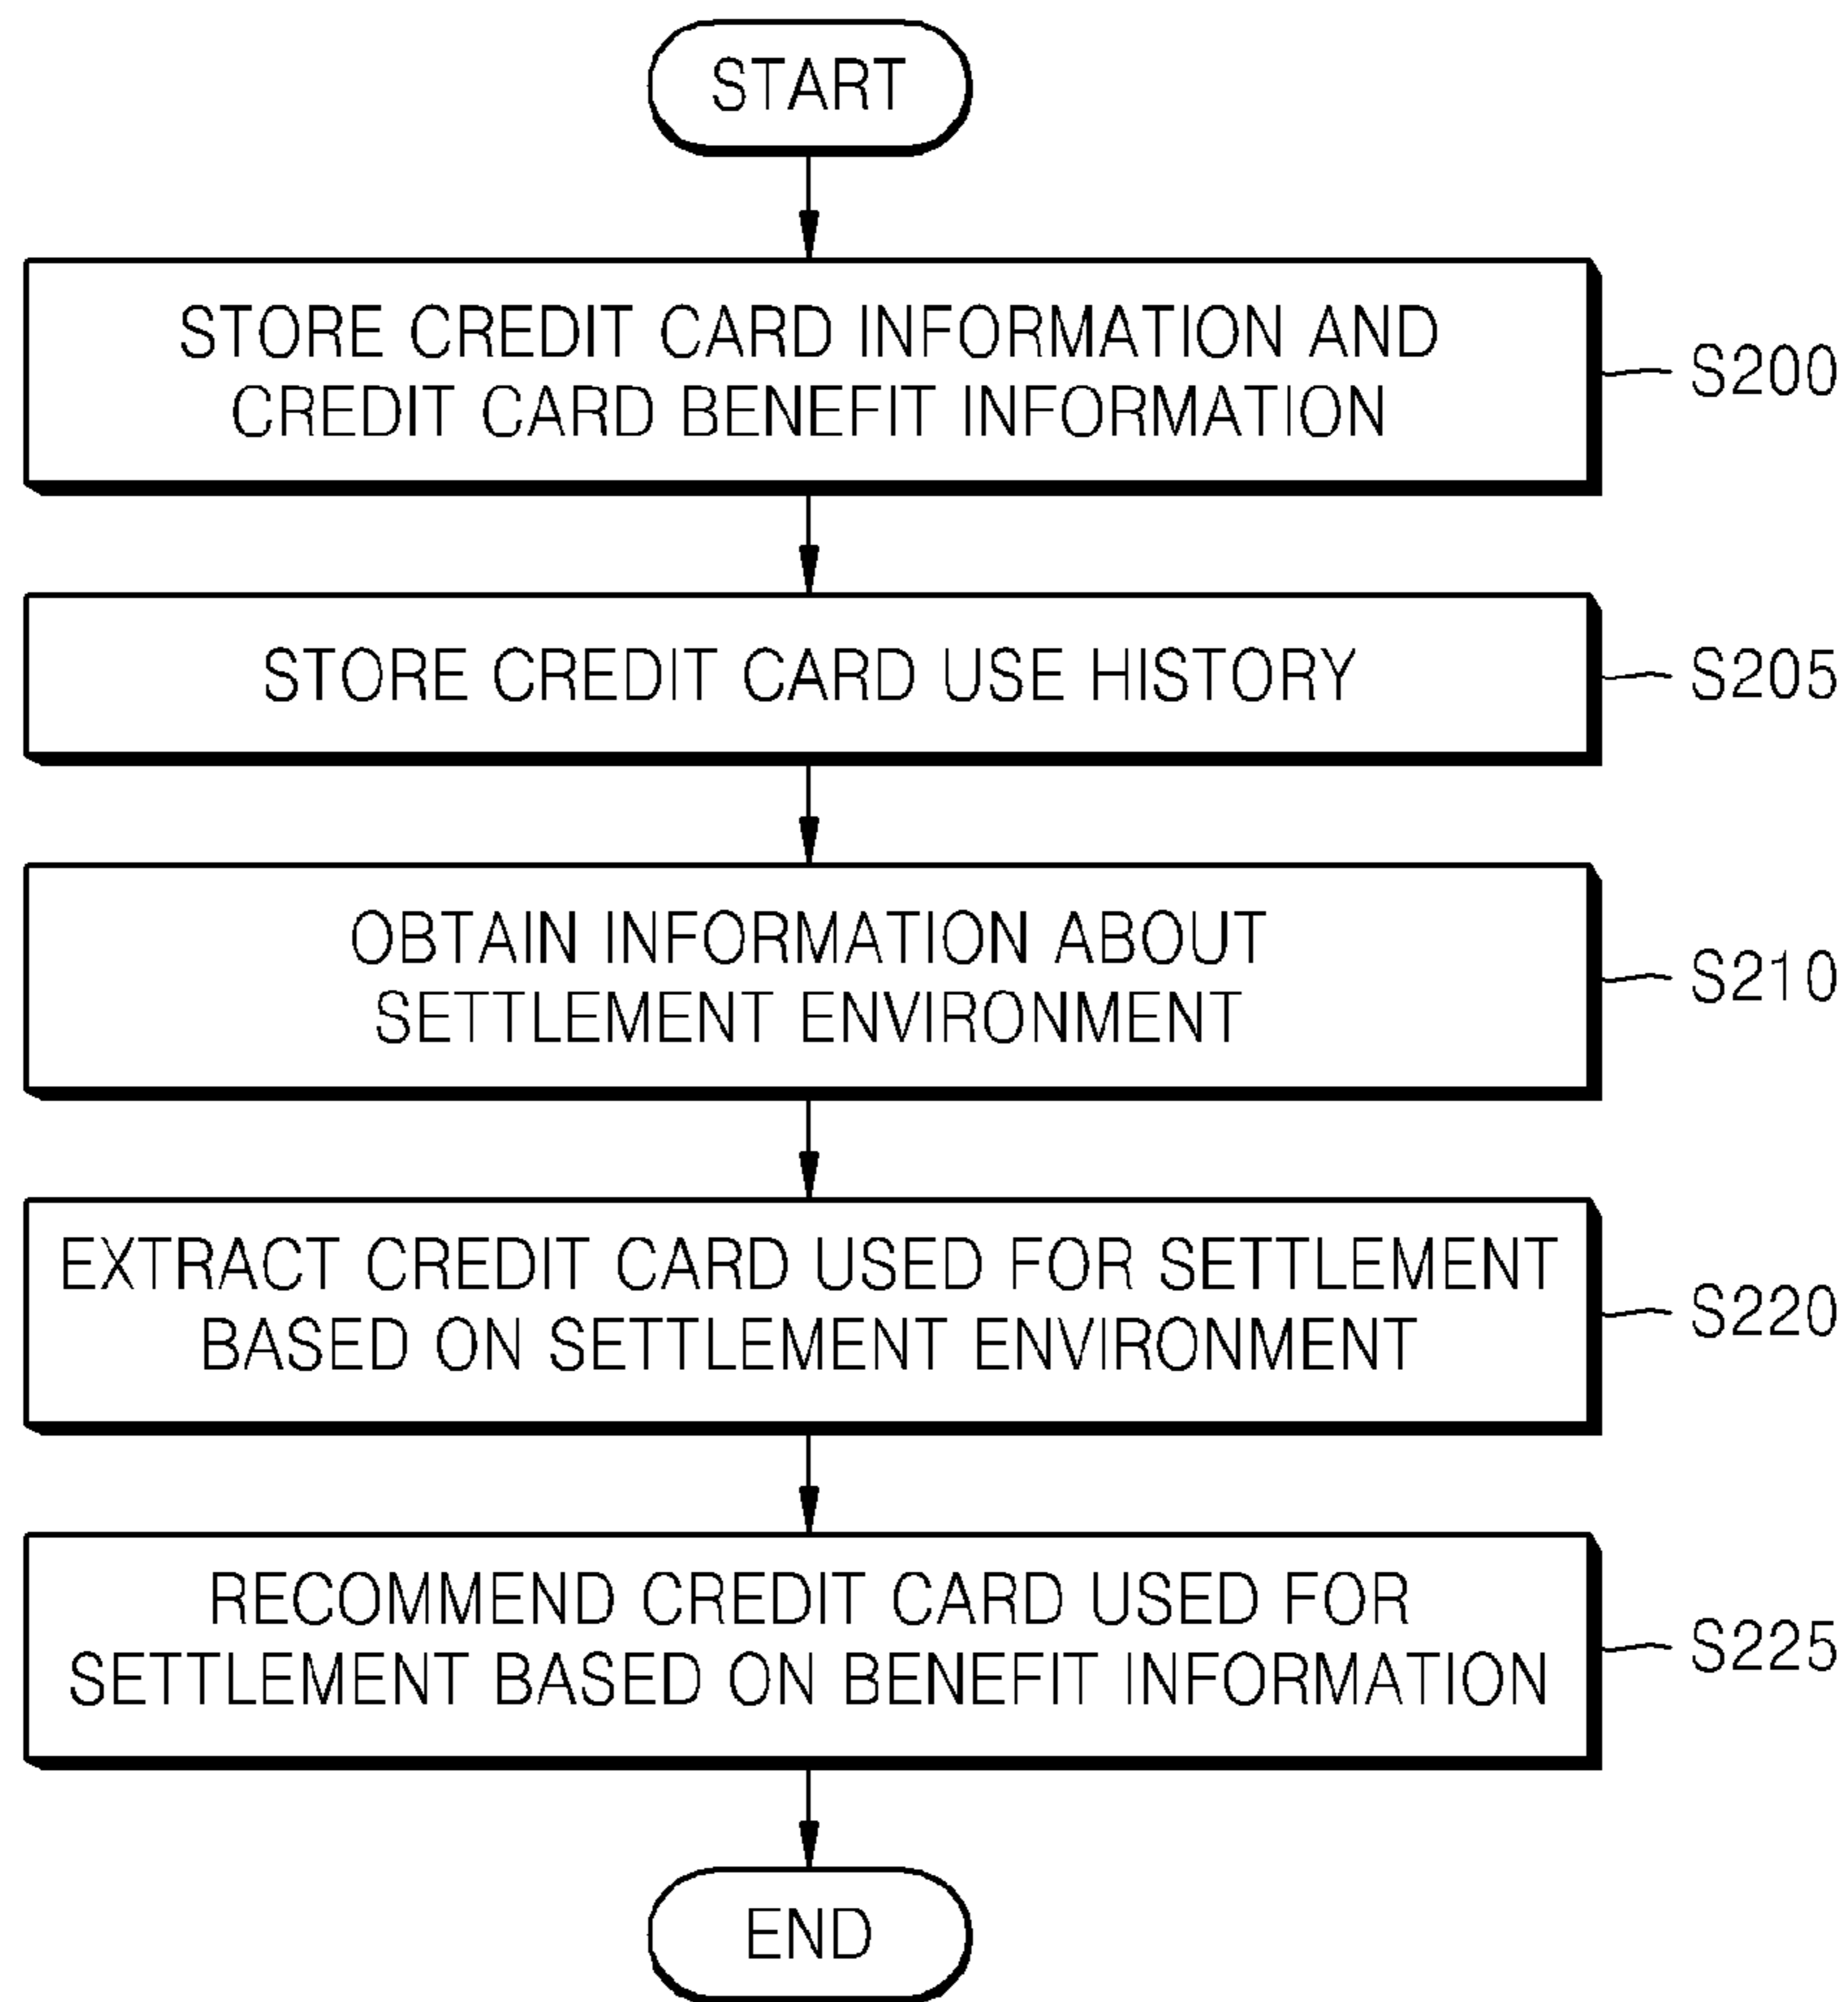 START
STORE CREDIT CARD INFORMATION AND
CREDIT CARD BENEFIT INFORMATION
S200
STORE CREDIT CARD USE HISTORY
S205
OBTAIN INFORMATION ABOUT
SETTLEMENT ENVIRONMENT
S210
EXTRACT CREDIT CARD USED FOR SETTLEMENT
BASED ON SETTLEMENT ENVIRONMENT
S220
RECOMMEND CREDIT CARD USED FOR
SETTLEMENT BASED ON BENEFIT INFORMATION
S225
END